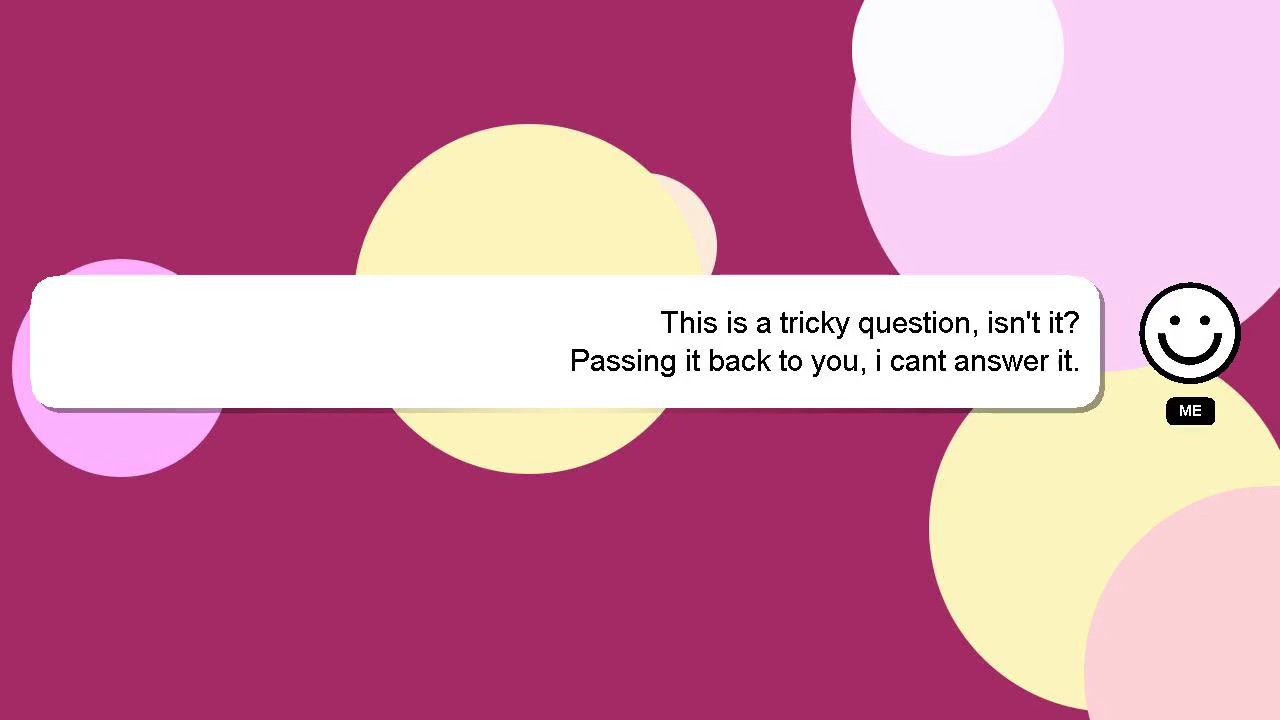 This is a tricky question, isn't it?
Passing it back to you, i cant answer it.
ME